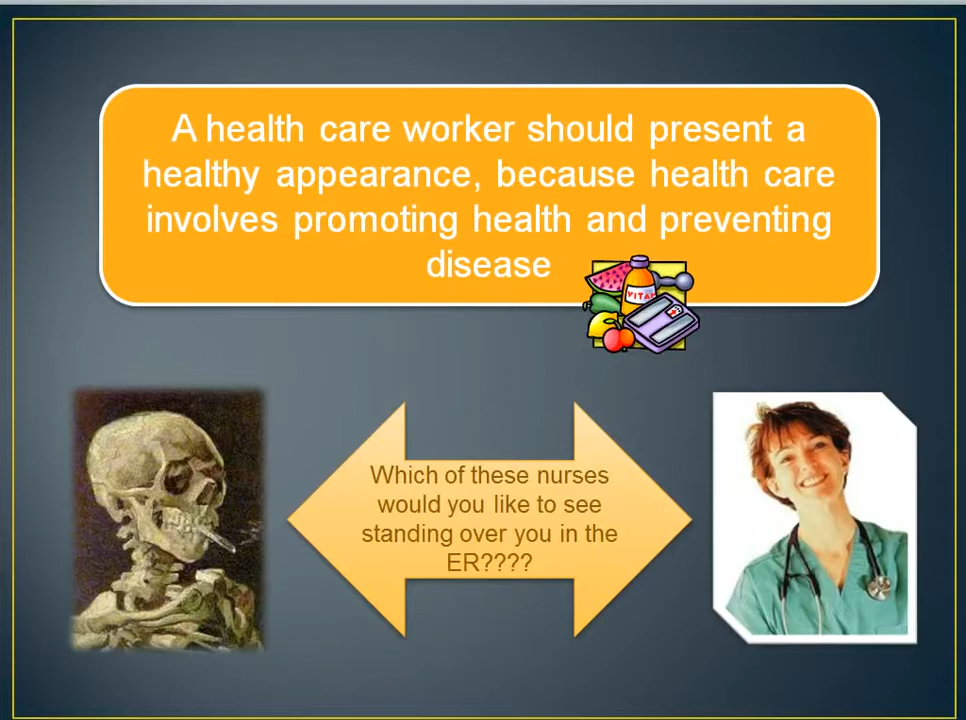 A health care worker should present a
healthy appearance, because health care
involves promoting health and preventing
disease
VITA
Which of these nurses
would you like to see
standing over you in the
ER????